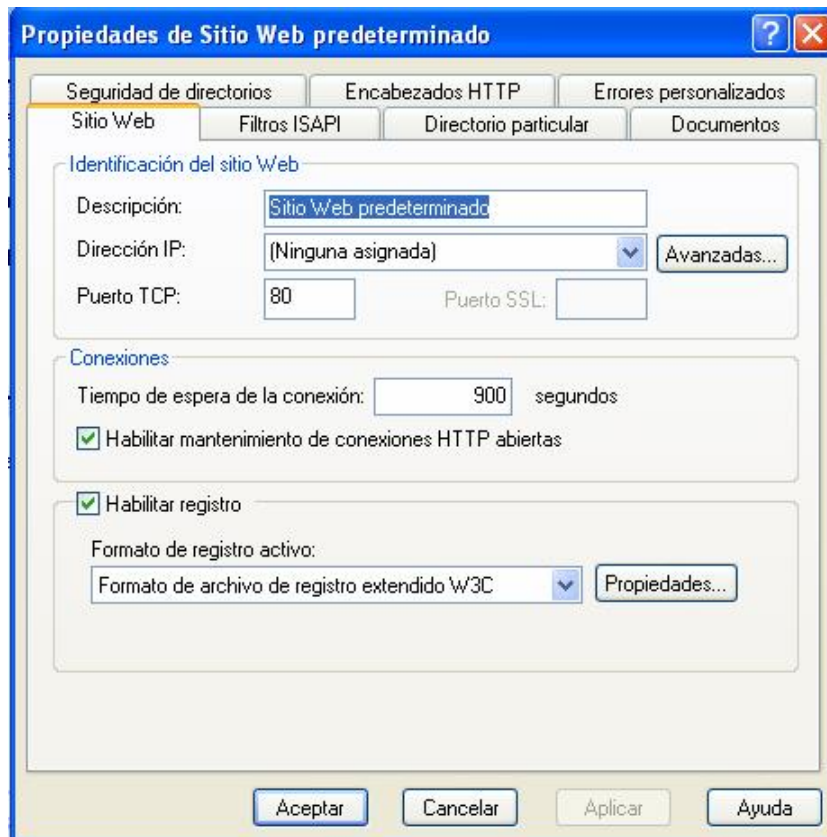 Propiedades de Sitio Web predeterminado
Seguridad de directorios Encabezados HTTP Errores personalizados
Sitio Web Filtros ISAPI Directorio particular Documentos
Identificación del sitio Web
Descripción: Sitio Web predeterminado
Dirección IP: (Ninguna asignada) Avanzadas...
Puerto TCP: 80 Puerto SSL:
Conexiones
Tiempo de espera de la conexión: 900 segundos
Habilitar mantenimiento de conexiones HTTP abiertas
Habilitar registro
Formato de registro activo:
Formato de archivo de registro extendido W3C Propiedades...
Aceptar Cancelar Aplicar Ayuda